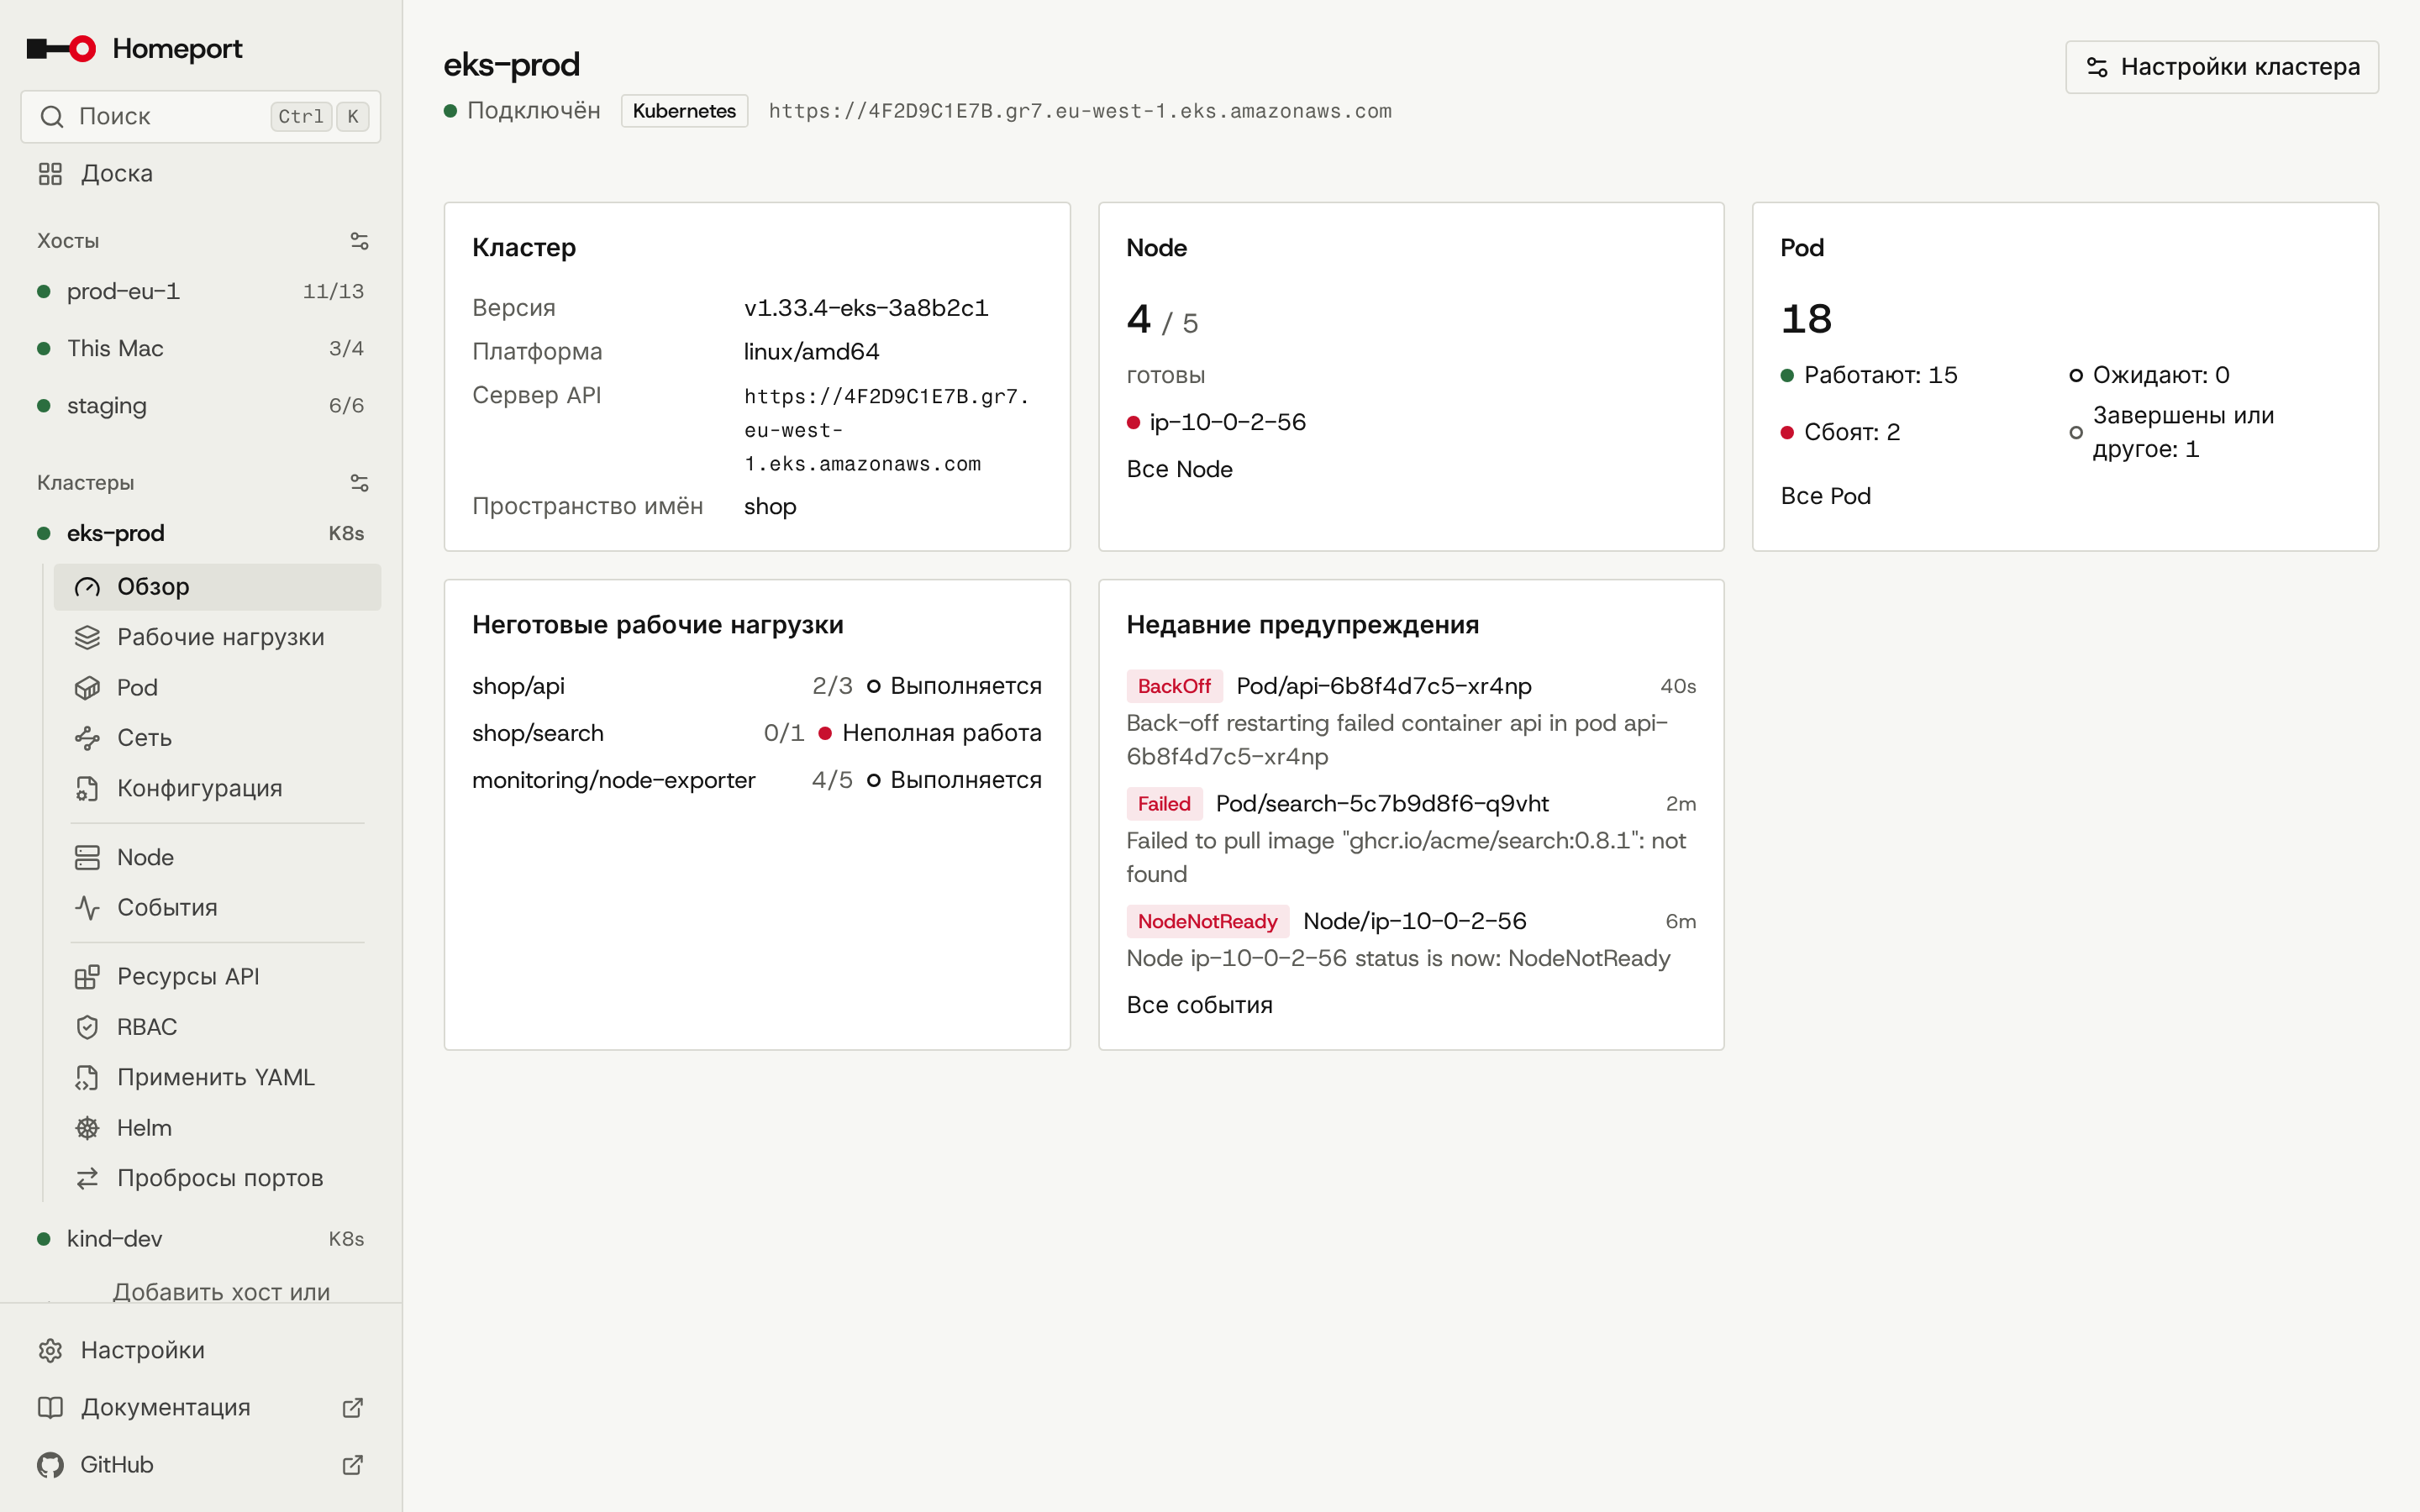 Homeport
Поиск Ctrl K
Доска
Хосты
prod-eu-1 11/13
This Mac 3/4
staging 6/6
Кластеры
eks-prod K8s
Обзор
Рабочие нагрузки
Pod
Сеть
Конфигурация
Node
События
Ресурсы API
RBAC
Применить YAML
Helm
Пробросы портов
kind-dev K8s
Добавить хост или
Настройки
Документация
GitHub
eks-prod
Подключён Kubernetes https://4F2D9C1E7B.gr7.eu-west-1.eks.amazonaws.com
Настройки кластера
Кластер
Версия v1.33.4-eks-3a8b2c1
Платформа linux/amd64
Сервер API https://4F2D9C1E7B.gr7.
eu-west-
1.eks.amazonaws.com
Пространство имён shop
Node
4 / 5
готовы
ip-10-0-2-56
Все Node
Pod
18
Работают: 15
Ожидают: 0
Сбоят: 2
Завершены или
другое: 1
Все Pod
Неготовые рабочие нагрузки
shop/api 2/3 Выполняется
shop/search 0/1 Неполная работа
monitoring/node-exporter 4/5 Выполняется
Недавние предупреждения
BackOff Pod/api-6b8f4d7c5-xr4np 40s
Back-off restarting failed container api in pod api-
6b8f4d7c5-xr4np
Failed Pod/search-5c7b9d8f6-q9vht 2m
Failed to pull image "ghcr.io/acme/search:0.8.1": not
found
NodeNotReady Node/ip-10-0-2-56 6m
Node ip-10-0-2-56 status is now: NodeNotReady
Все события